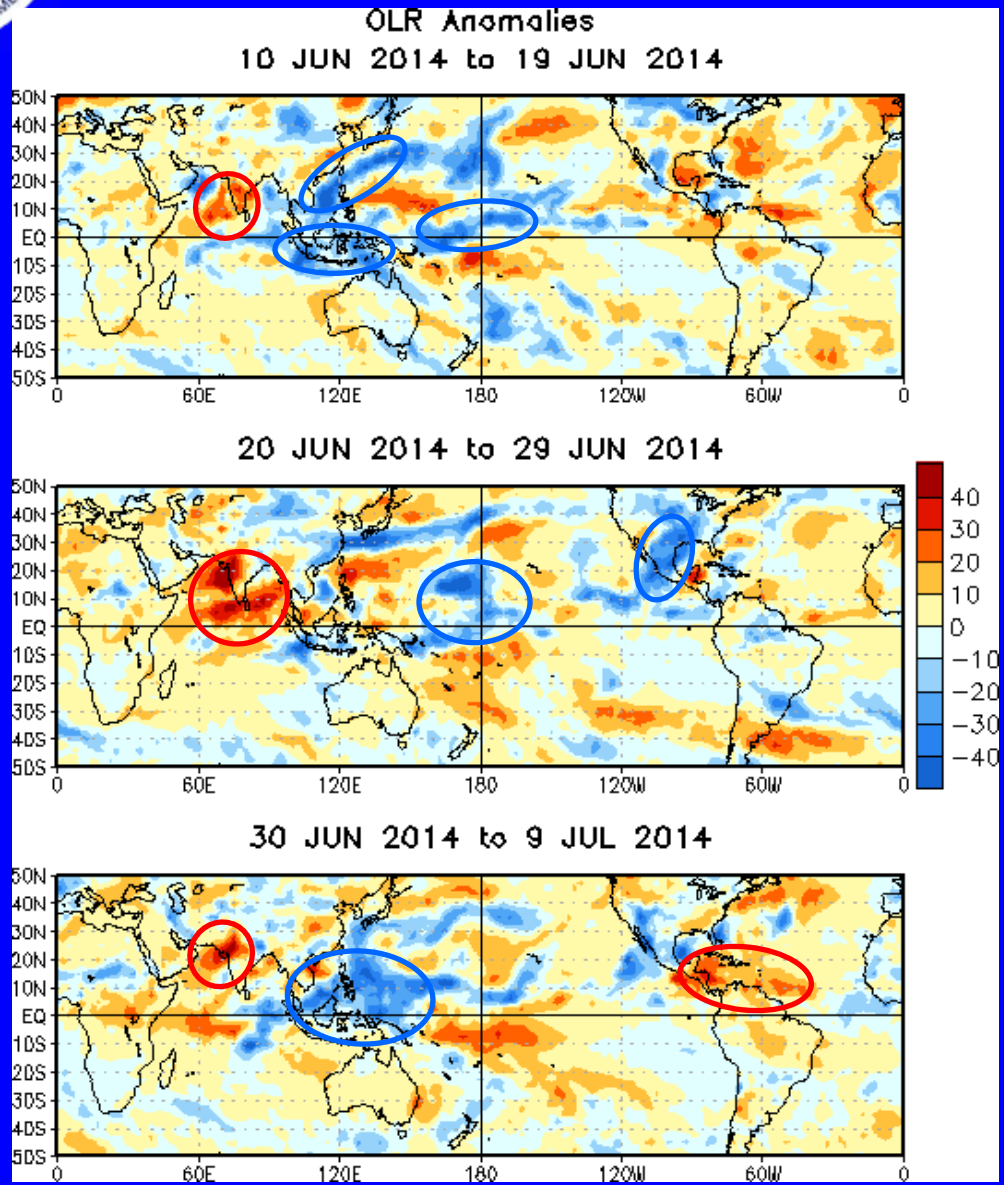 OLR Anomalies
10 JUN 2014 to 19 JUN 2014
50N
40N
30N
20N
10N
EQ
10S
20S
30S
40S
50S
0 60E 120E 180 120W 60W 0
20 JUN 2014 to 29 JUN 2014
50N
40N
30N
20N
10N
EQ
10S
20S
30S
40S
50S
0 60E 120E 180 120W 60W 0
40
30
20
10
0
−10
−20
−30
−40
30 JUN 2014 to 9 JUL 2014
50N
40N
30N
20N
10N
EQ
10S
20S
30S
40S
50S
0 60E 120E 180 120W 60W 0